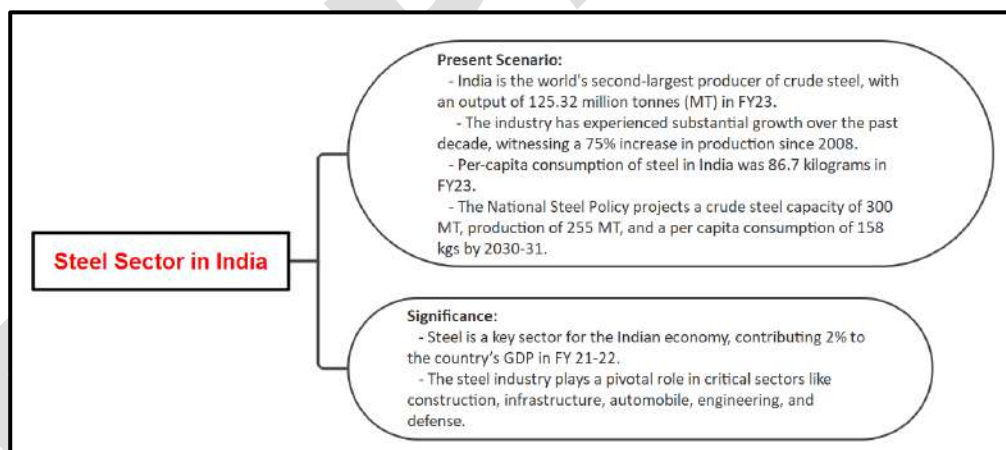 Steel Sector in India
Present Scenario:
- India is the world's second-largest producer of crude steel, with
an output of 125.32 million tonnes (MT) in FY23.
- The industry has experienced substantial growth over the past
decade, witnessing a 75% increase in production since 2008.
- Per-capita consumption of steel in India was 86.7 kilograms in
FY23.
- The National Steel Policy projects a crude steel capacity of 300
MT, production of 255 MT, and a per capita consumption of 158
kgs by 2030-31.
Significance:
- Steel is a key sector for the Indian economy, contributing 2% to
the country's GDP in FY 21-22.
- The steel industry plays a pivotal role in critical sectors like
construction, infrastructure, automobile, engineering, and
defense.